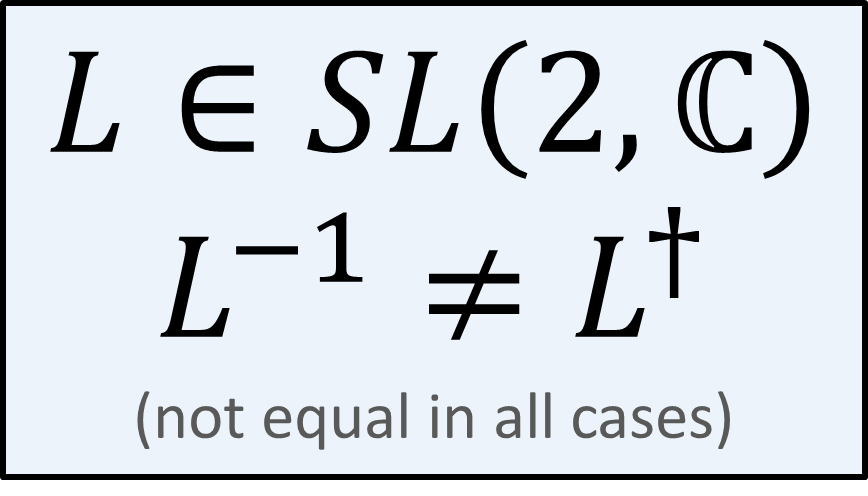 L ∈ SL(2, ℂ)
L⁻¹ ≠ L†
(not equal in all cases)